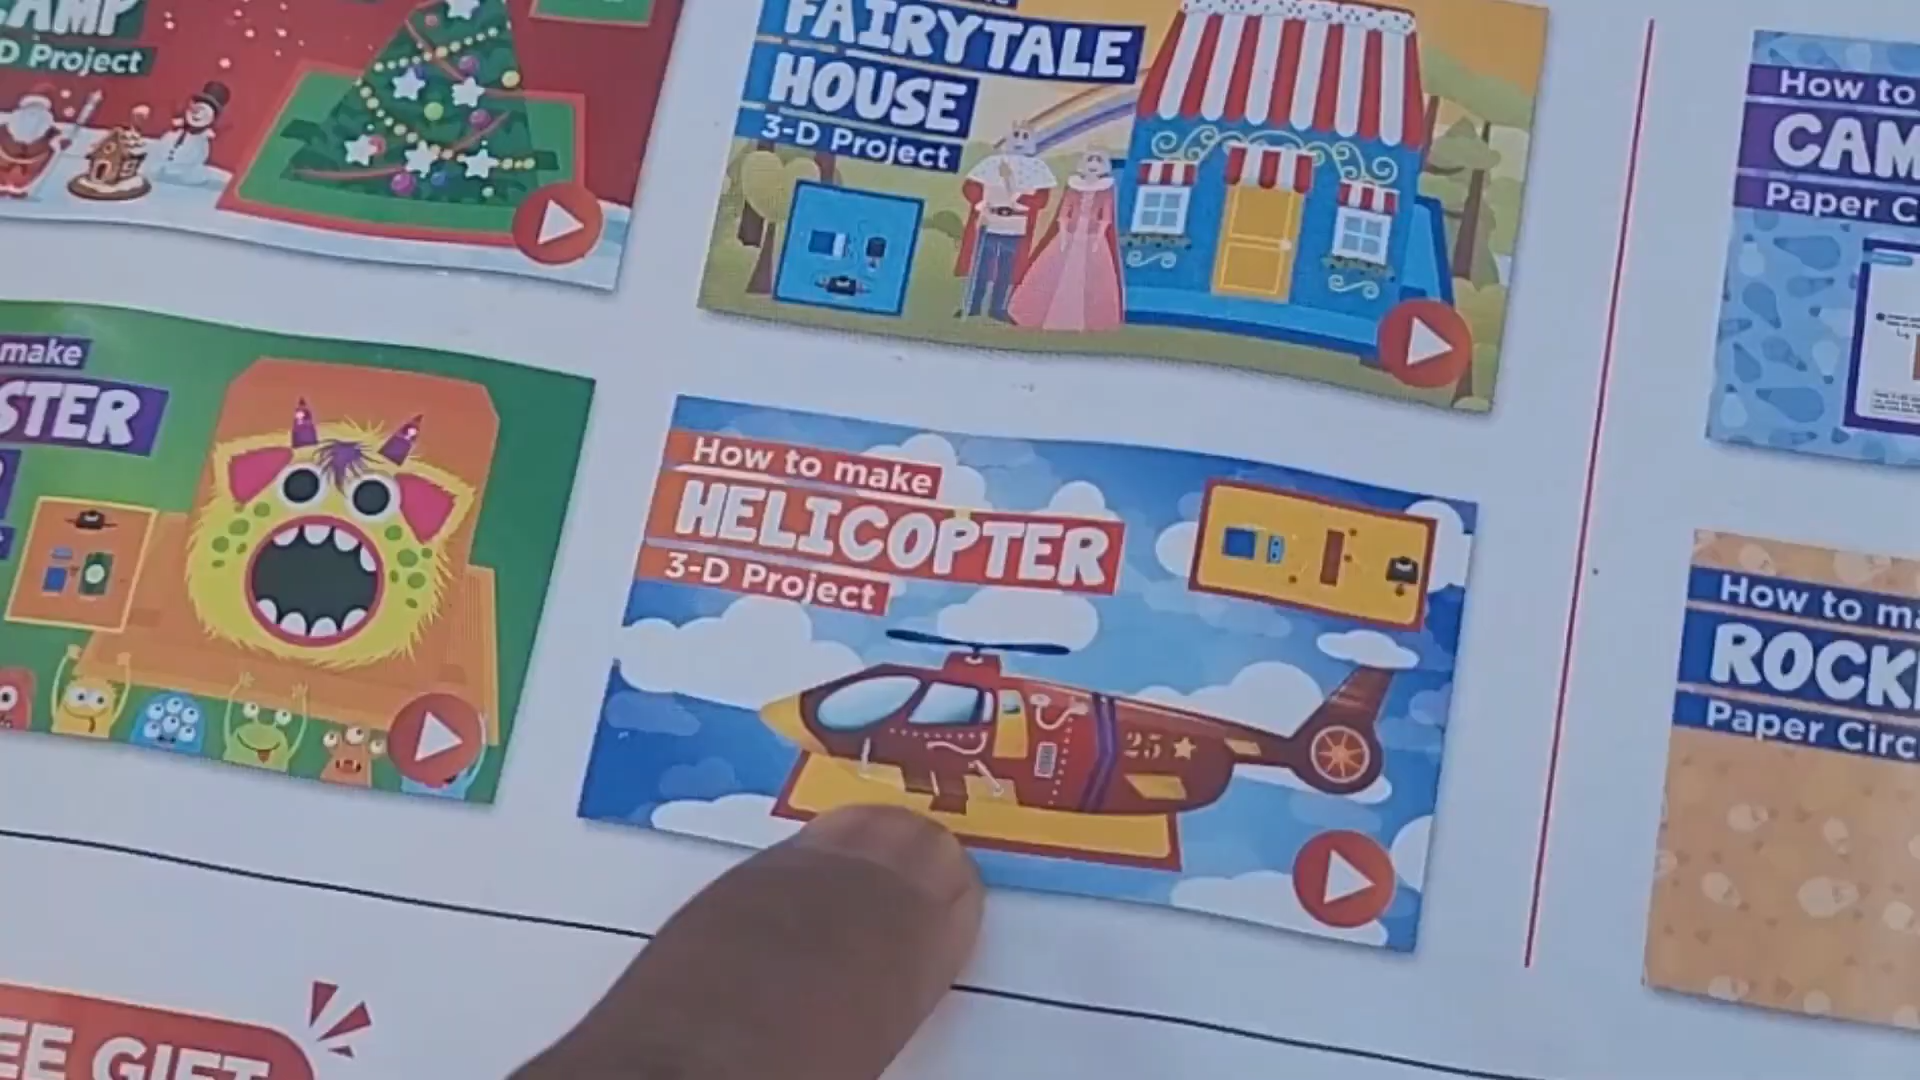 AMP
D Project
FAIRYTALE
HOUSE
3-D Project
How to
CAM
Paper C
make
STER
How to make
HELICOPTER
3-D Project
25
How to ma
ROCK
Paper Circ
EE GIFT